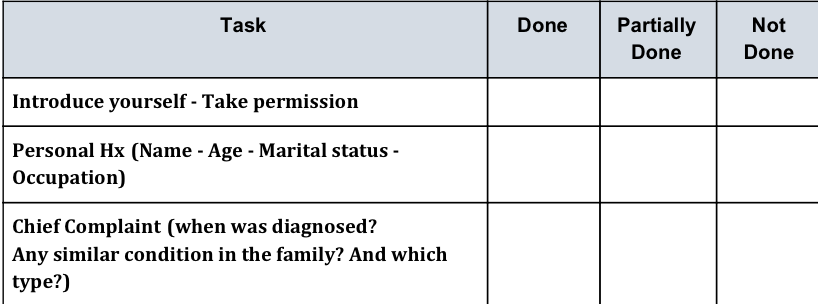 Task
Done
Partially
Done
Not
Done
Introduce yourself - Take permission
Personal Hx (Name - Age - Marital status -
Occupation)
Chief Complaint (when was diagnosed?
Any similar condition in the family? And which
type?)